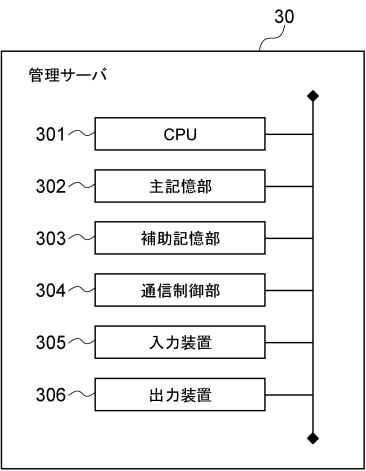 30
管理サーバ
301 CPU
302 主記憶部
303 補助記憶部
304 通信制御部
305 入力装置
306 出力装置